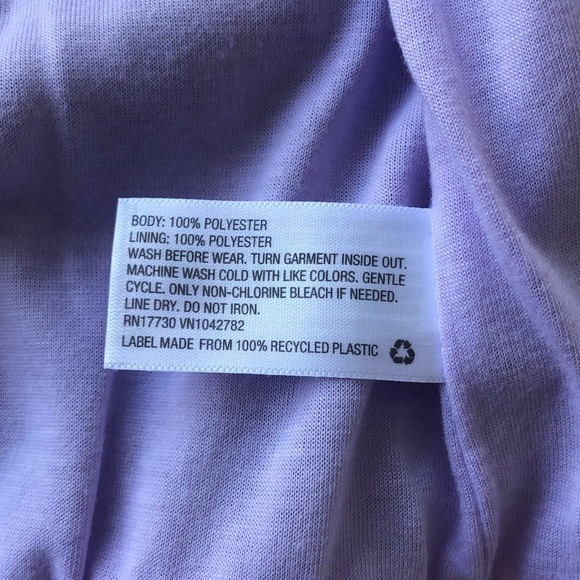 BODY: 100% POLYESTER
LINING: 100% POLYESTER
WASH BEFORE WEAR. TURN GARMENT INSIDE OUT.
MACHINE WASH COLD WITH LIKE COLORS. GENTLE
CYCLE. ONLY NON-CHLORINE BLEACH IF NEEDED.
LINE DRY. DO NOT IRON.
RN17730 VN1042782
LABEL MADE FROM 100% RECYCLED PLASTIC